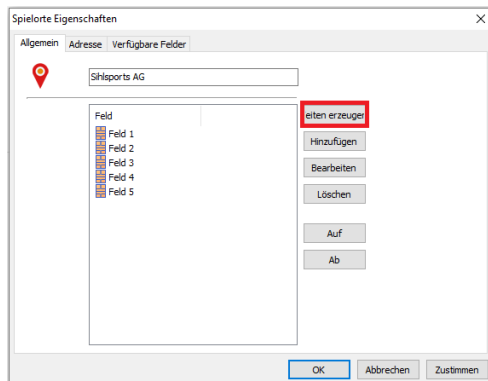 Spielorte Eigenschaften
Allgemein Adresse Verfügbare Felder
Sihlsports AG
Feld
eiten erzeuger
Feld 1
Feld 2
Hinzufügen
Feld 3
Feld 4
Bearbeiten
Feld 5
Löschen
Auf
Ab
OK Abbrechen Zustimmen